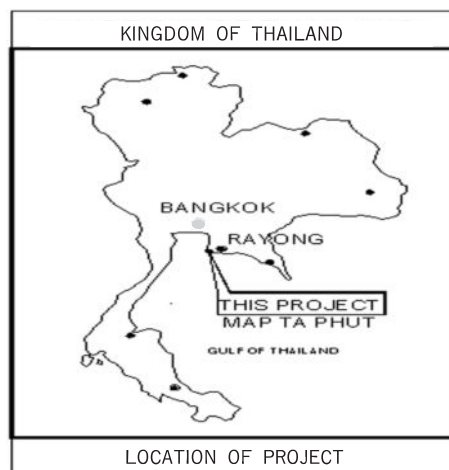 KINGDOM OF THAILAND
BANGKOK
RAYONG
THIS PROJECT
MAP TA PHUT
GULF OF THAILAND
LOCATION OF PROJECT